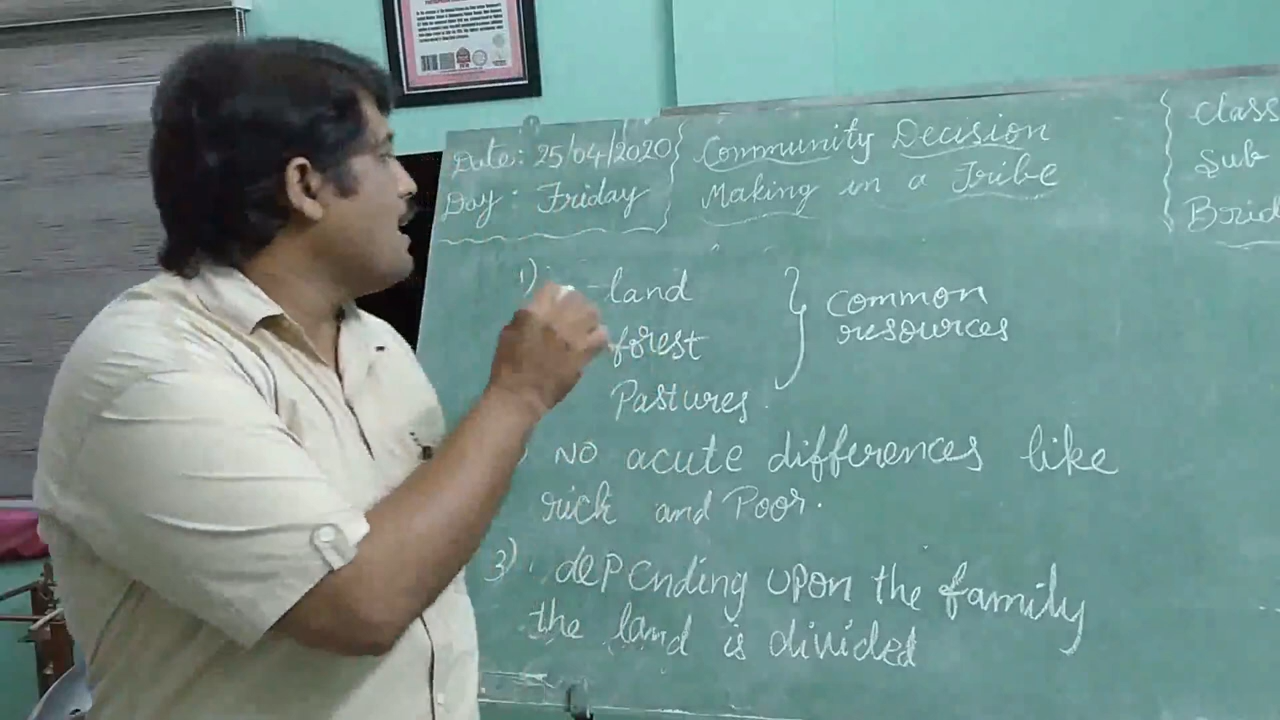 Date: 25/04/2020
Day: Friday
Community Decision
Making in a Tribe
Class
Sub
1) land
forest
Pastures
common
resources
No acute differences like
rich and Poor.
3) depending upon the family
the land is divided